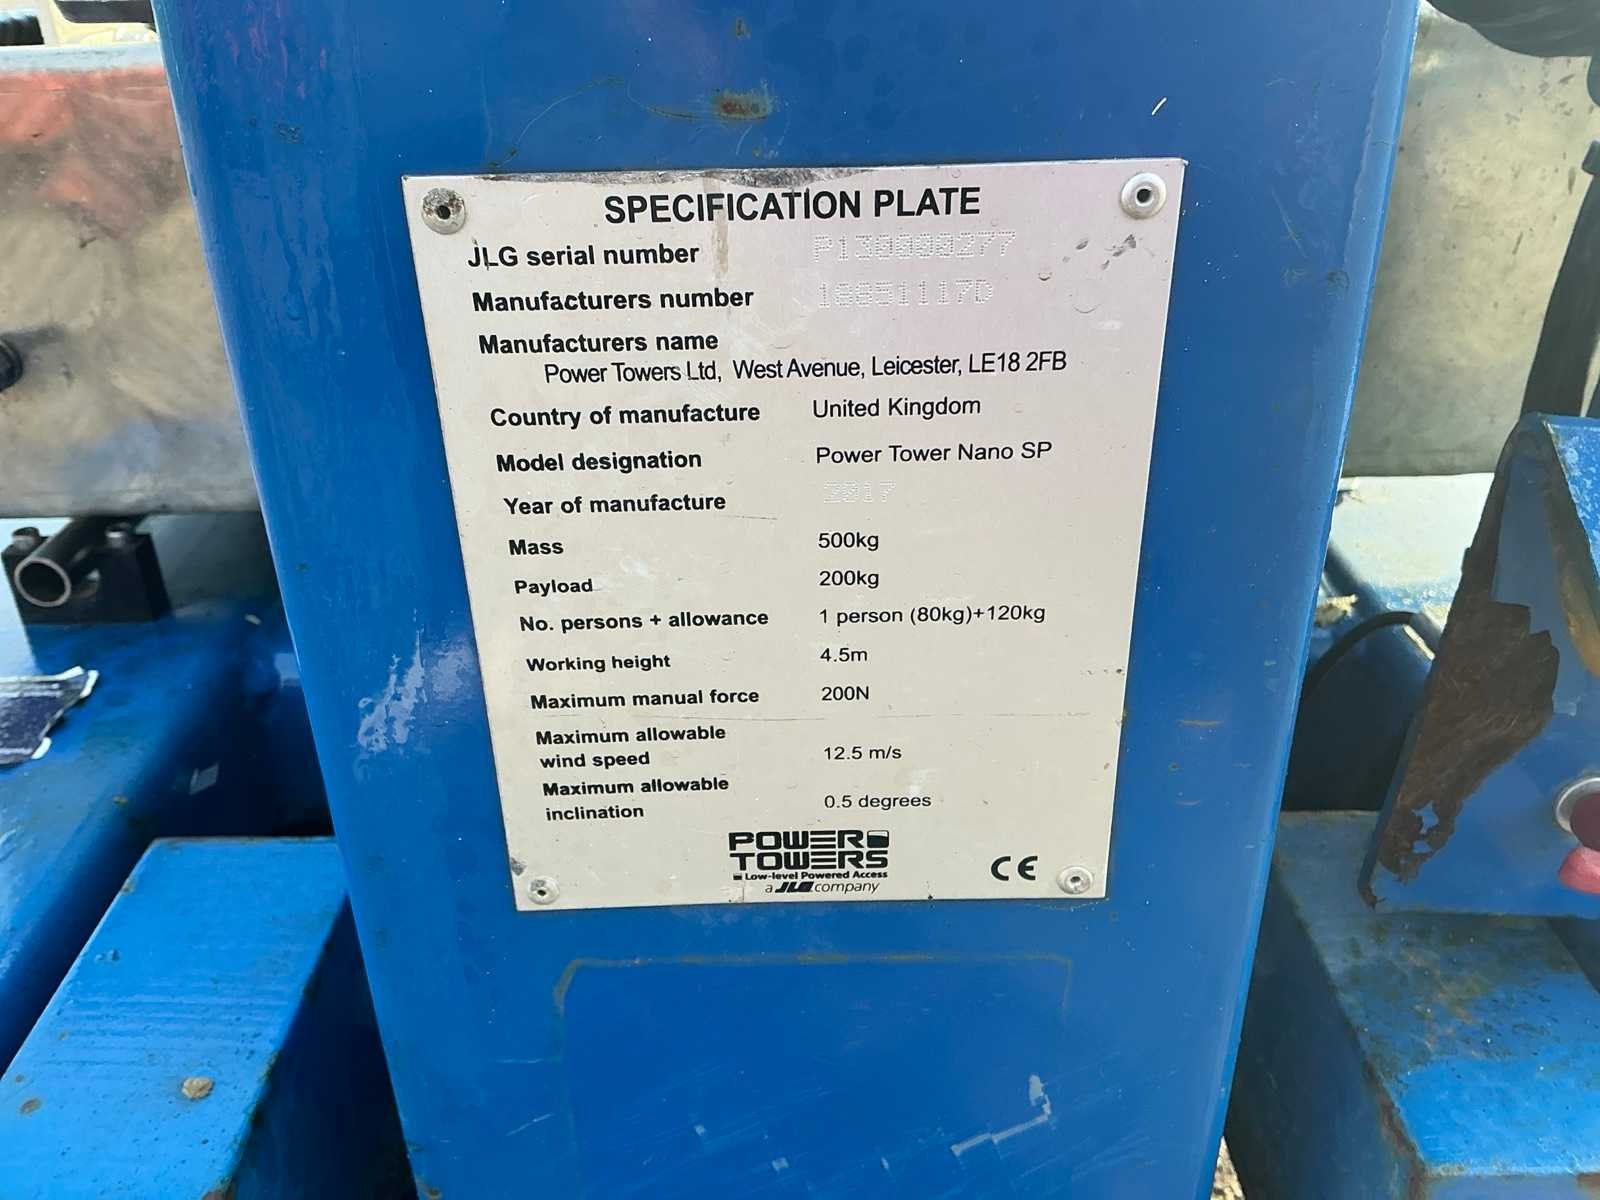 SPECIFICATION PLATE
JLG serial number P130000277
Manufacturers number 18851117D
Manufacturers name
Power Towers Ltd, West Avenue, Leicester, LE18 2FB
Country of manufacture United Kingdom
Model designation Power Tower Nano SP
Year of manufacture 2017
Mass 500kg
Payload 200kg
No. persons + allowance 1 person (80kg)+120kg
Working height 4.5m
Maximum manual force 200N
Maximum allowable
wind speed 12.5 m/s
Maximum allowable
inclination 0.5 degrees
POWER
TOWERS
Low-level Powered Access
a JLG company
CE